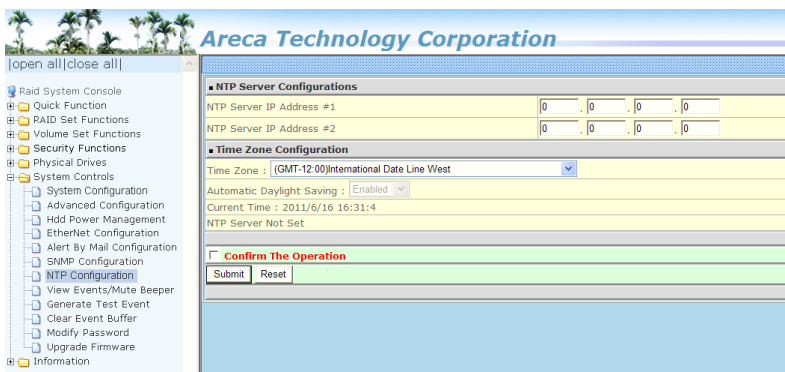 Areca Technology Corporation
|open all|close all|
Raid System Console
Quick Function
RAID Set Functions
Volume Set Functions
Security Functions
Physical Drives
System Controls
System Configuration
Advanced Configuration
Hdd Power Management
EtherNet Configuration
Alert By Mail Configuration
SNMP Configuration
NTP Configuration
View Events/Mute Beeper
Generate Test Event
Clear Event Buffer
Modify Password
Upgrade Firmware
Information
NTP Server Configurations
NTP Server IP Address #1 0 . 0 . 0 . 0
NTP Server IP Address #2 0 . 0 . 0 . 0
Time Zone Configuration
Time Zone : (GMT-12:00)International Date Line West
Automatic Daylight Saving : Enabled
Current Time : 2011/6/16 16:31:4
NTP Server Not Set
Confirm The Operation
Submit Reset